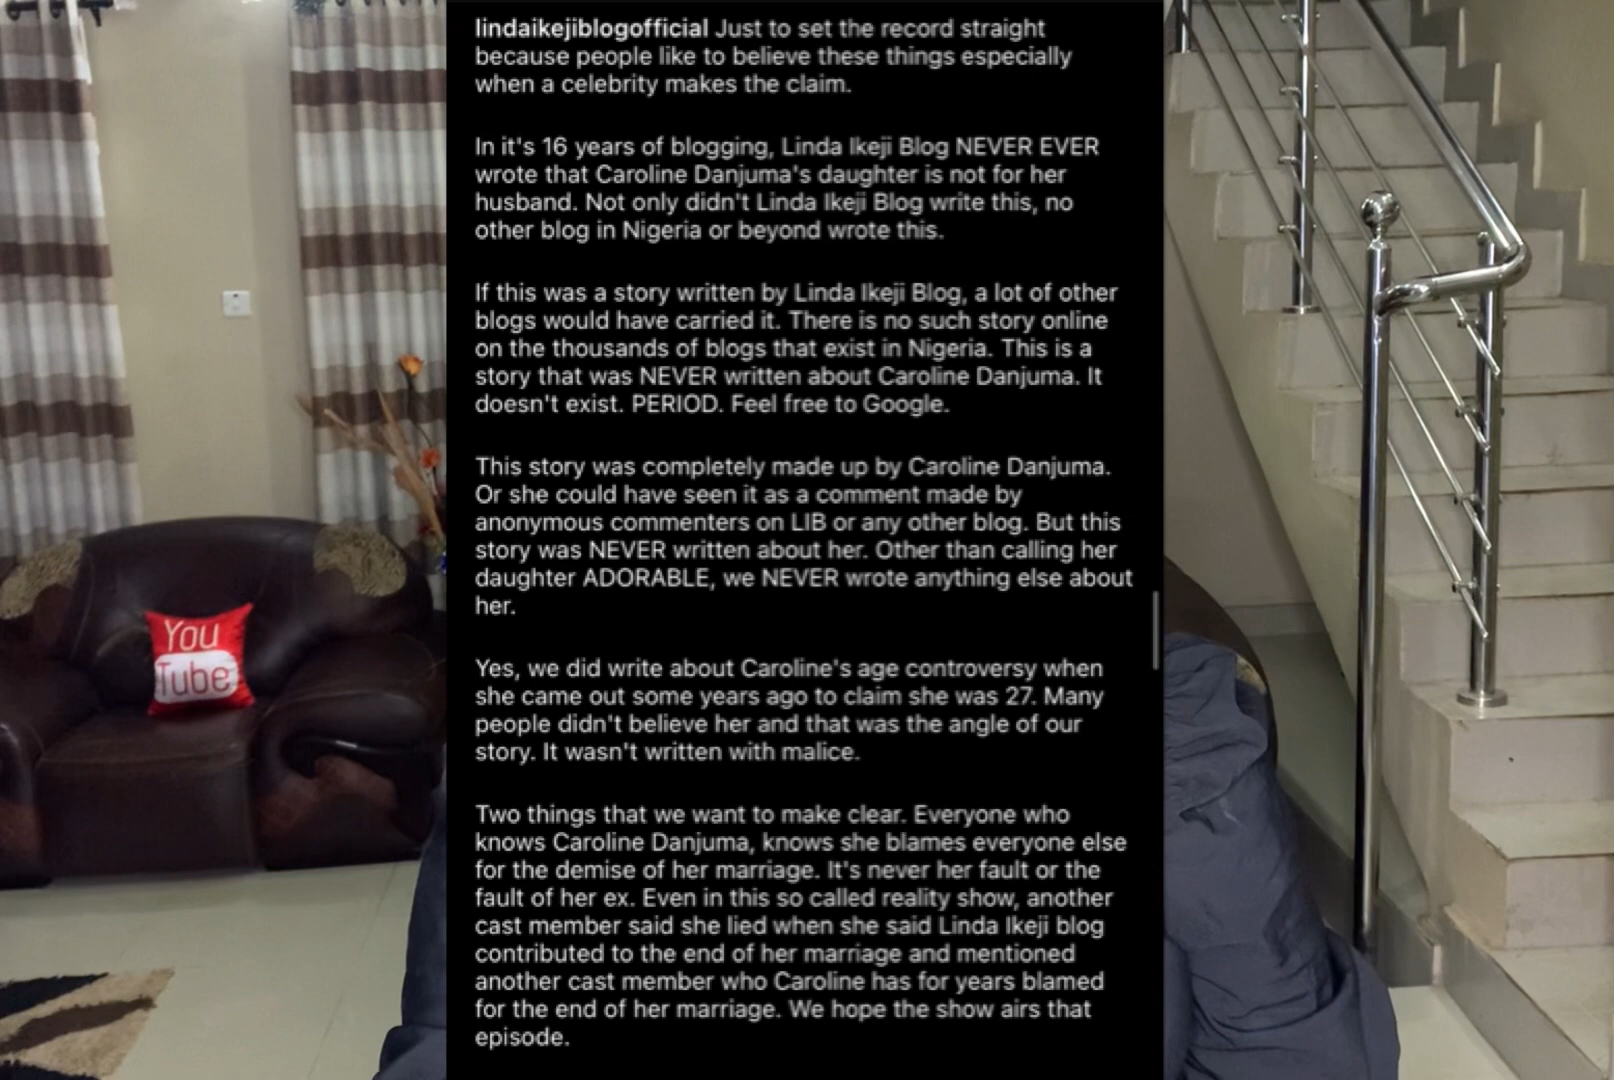 lindaikejiblogofficial Just to set the record straight
because people like to believe these things especially
when a celebrity makes the claim.
In it's 16 years of blogging, Linda Ikeji Blog NEVER EVER
wrote that Caroline Danjuma's daughter is not for her
husband. Not only didn't Linda Ikeji Blog write this, no
other blog in Nigeria or beyond wrote this.
If this was a story written by Linda Ikeji Blog, a lot of other
blogs would have carried it. There is no such story online
on the thousands of blogs that exist in Nigeria. This is a
story that was NEVER written about Caroline Danjuma. It
doesn't exist. PERIOD. Feel free to Google.
This story was completely made up by Caroline Danjuma.
Or she could have seen it as a comment made by
anonymous commenters on LIB or any other blog. But this
story was NEVER written about her. Other than calling her
daughter ADORABLE, we NEVER wrote anything else about
her.
Yes, we did write about Caroline's age controversy when
she came out some years ago to claim she was 27. Many
people didn't believe her and that was the angle of our
story. It wasn't written with malice.
Two things that we want to make clear. Everyone who
knows Caroline Danjuma, knows she blames everyone else
for the demise of her marriage. It's never her fault or the
fault of her ex. Even in this so called reality show, another
cast member said she lied when she said Linda Ikeji blog
contributed to the end of her marriage and mentioned
another cast member who Caroline has for years blamed
for the end of her marriage. We hope the show airs that
episode.
You
Tube